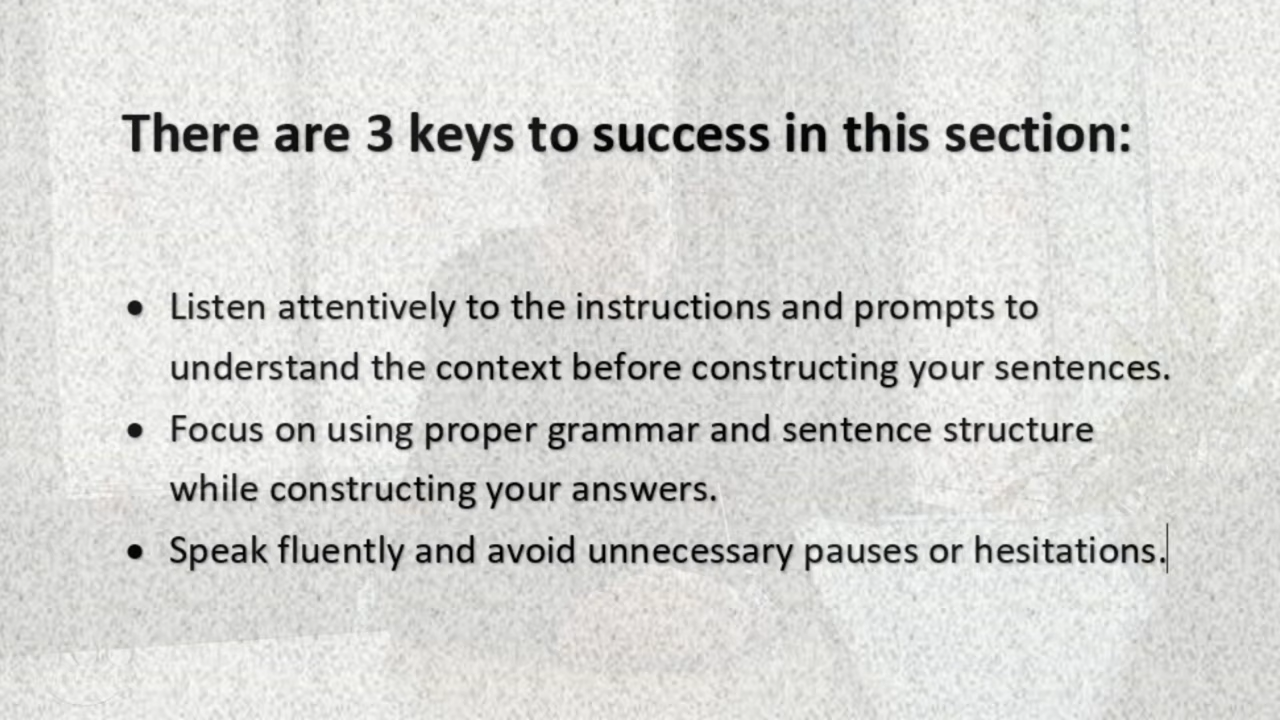 There are 3 keys to success in this section:
• Listen attentively to the instructions and prompts to
understand the context before constructing your sentences.
• Focus on using proper grammar and sentence structure
while constructing your answers.
• Speak fluently and avoid unnecessary pauses or hesitations.